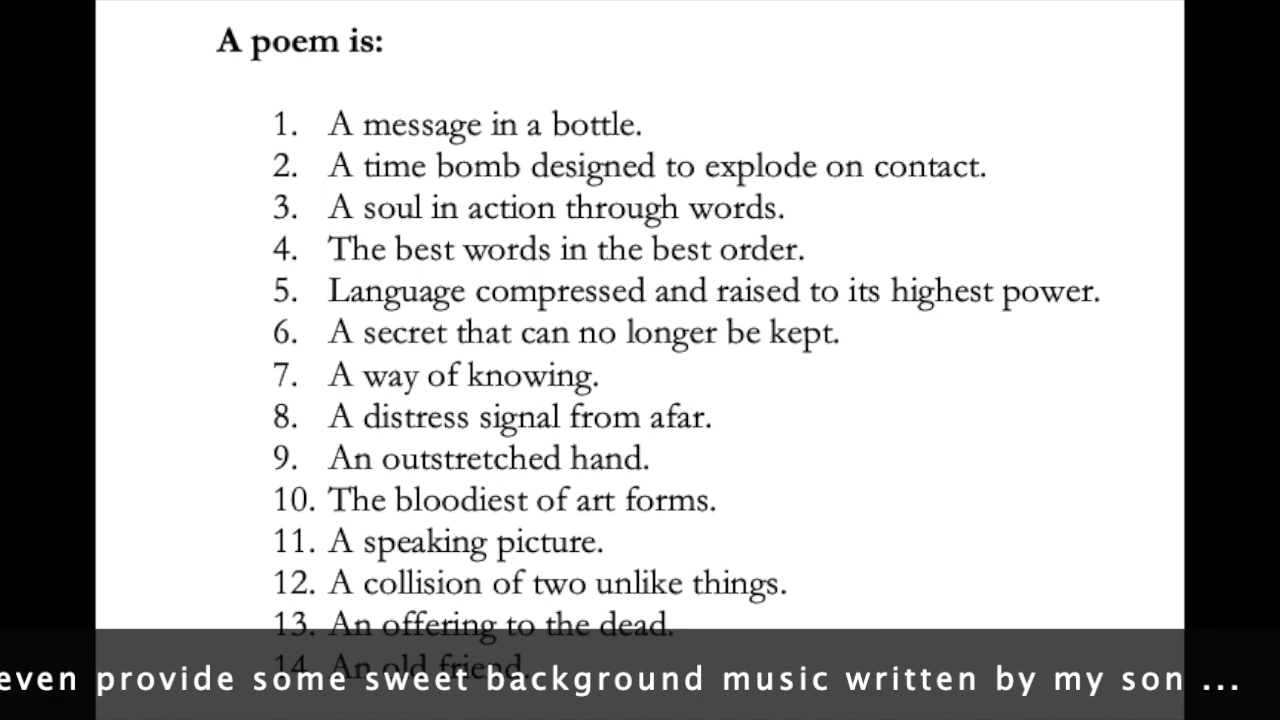 A poem is:
1. A message in a bottle.
2. A time bomb designed to explode on contact.
3. A soul in action through words.
4. The best words in the best order.
5. Language compressed and raised to its highest power.
6. A secret that can no longer be kept.
7. A way of knowing.
8. A distress signal from afar.
9. An outstretched hand.
10. The bloodiest of art forms.
11. A speaking picture.
12. A collision of two unlike things.
13. An offering to the dead.
14. An old friend.
even provide some sweet background music written by my son ...